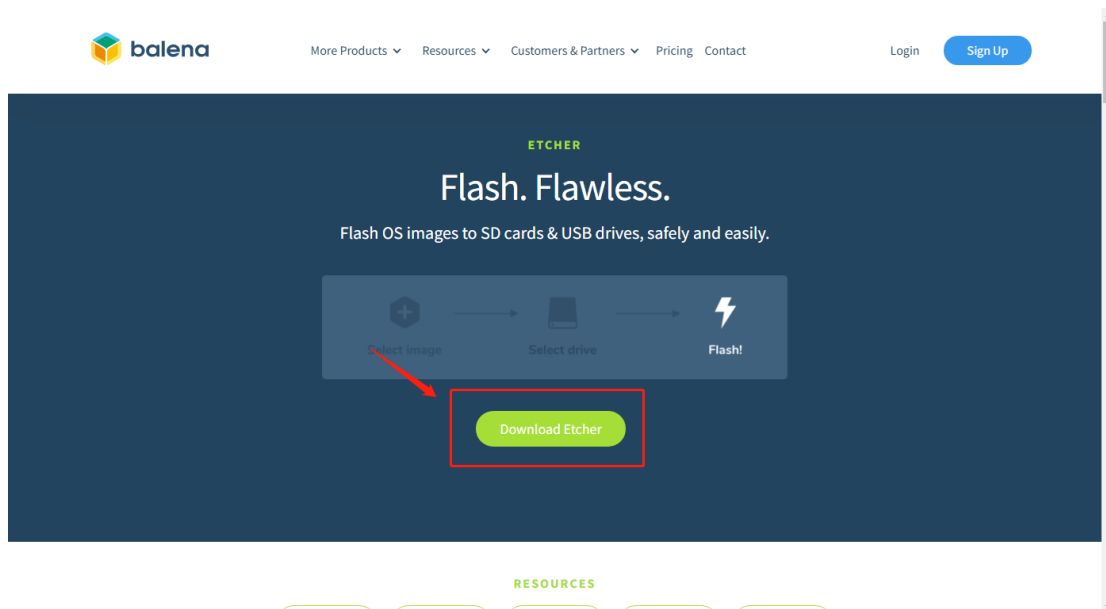 balena
More Products Resources Customers & Partners Pricing Contact Login Sign Up
ETCHER
Flash. Flawless.
Flash OS images to SD cards & USB drives, safely and easily.
Select image Select drive Flash!
Download Etcher
RESOURCES